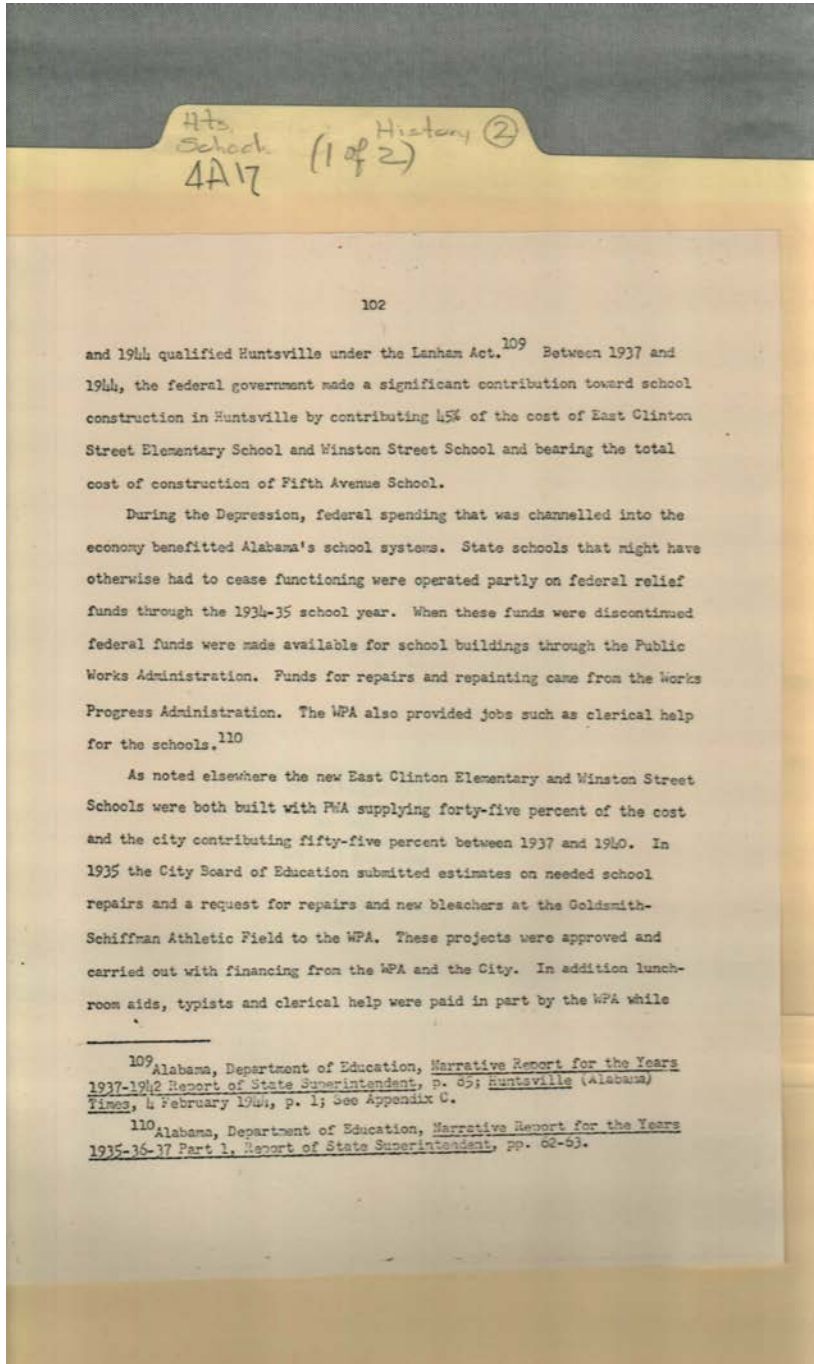 Hts. History ②
School. (1 of 2)
4A17
102
and 1944 qualified Huntsville under the Lanham Act.109 Between 1937 and
1944, the federal government made a significant contribution toward school
construction in Huntsville by contributing 45% of the cost of East Clinton
Street Elementary School and Winston Street School and bearing the total
cost of construction of Fifth Avenue School.
During the Depression, federal spending that was channelled into the
economy benefitted Alabama's school systems. State schools that might have
otherwise had to cease functioning were operated partly on federal relief
funds through the 1934-35 school year. When these funds were discontinued
federal funds were made available for school buildings through the Public
Works Administration. Funds for repairs and repainting came from the Works
Progress Administration. The WPA also provided jobs such as clerical help
for the schools.110
As noted elsewhere the new East Clinton Elementary and Winston Street
Schools were both built with PWA supplying forty-five percent of the cost
and the city contributing fifty-five percent between 1937 and 1940. In
1935 the City Board of Education submitted estimates on needed school
repairs and a request for repairs and new bleachers at the Goldsmith-
Schiffman Athletic Field to the WPA. These projects were approved and
carried out with financing from the WPA and the City. In addition lunch-
room aids, typists and clerical help were paid in part by the WPA while
109Alabama, Department of Education, Narrative Report for the Years
1937-1942 Report of State Superintendent, p. 85; Huntsville (Alabama)
Times, 4 February 1944, p. 1; See Appendix C.
110Alabama, Department of Education, Narrative Report for the Years
1935-36-37 Part 1, Report of State Superintendent, pp. 62-63.